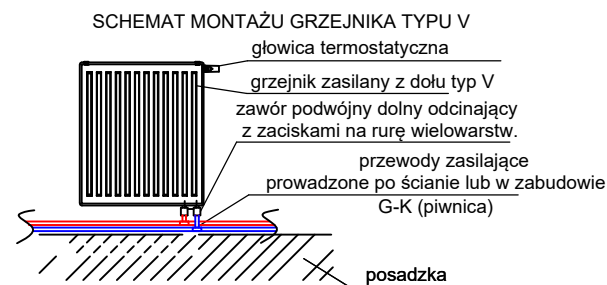 SCHEMAT MONTAŻU GRZEJNIKA TYPU V
głowica termostatyczna
grzejnik zasilany z dołu typ V
zawór podwójny dolny odcinający
z zaciskami na rurę wielowarstw.
przewody zasilające
prowadzone po ścianie lub w zabudowie
G-K (piwnica)
posadzka